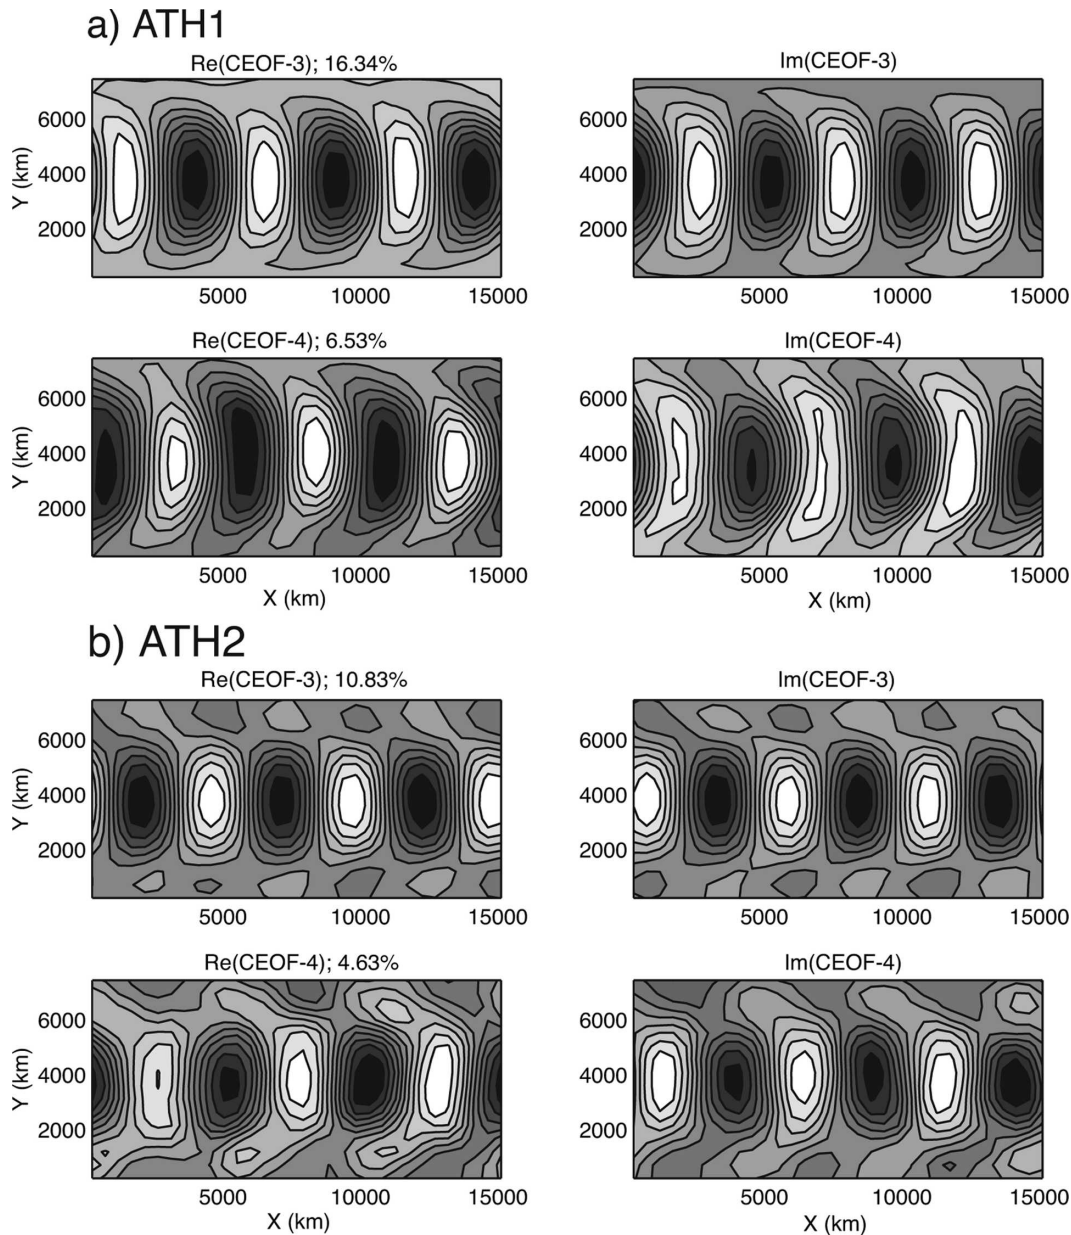 a) ATH1
Re(CEOF-3); 16.34%
Im(CEOF-3)
Y (km)
6000
4000
2000
5000 10000 15000
6000
4000
2000
5000 10000 15000
Re(CEOF-4); 6.53%
Im(CEOF-4)
Y (km)
6000
4000
2000
5000 10000 15000
X (km)
6000
4000
2000
5000 10000 15000
X (km)
b) ATH2
Re(CEOF-3); 10.83%
Im(CEOF-3)
Y (km)
6000
4000
2000
5000 10000 15000
6000
4000
2000
5000 10000 15000
Re(CEOF-4); 4.63%
Im(CEOF-4)
Y (km)
6000
4000
2000
5000 10000 15000
X (km)
6000
4000
2000
5000 10000 15000
X (km)